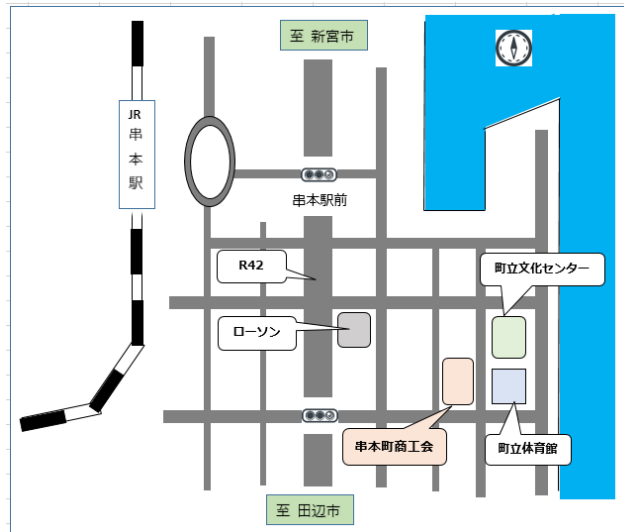 至 新宮市
JR
串
本
駅
串本駅前
R42
町立文化センター
ローソン
串本町商工会
町立体育館
至 田辺市